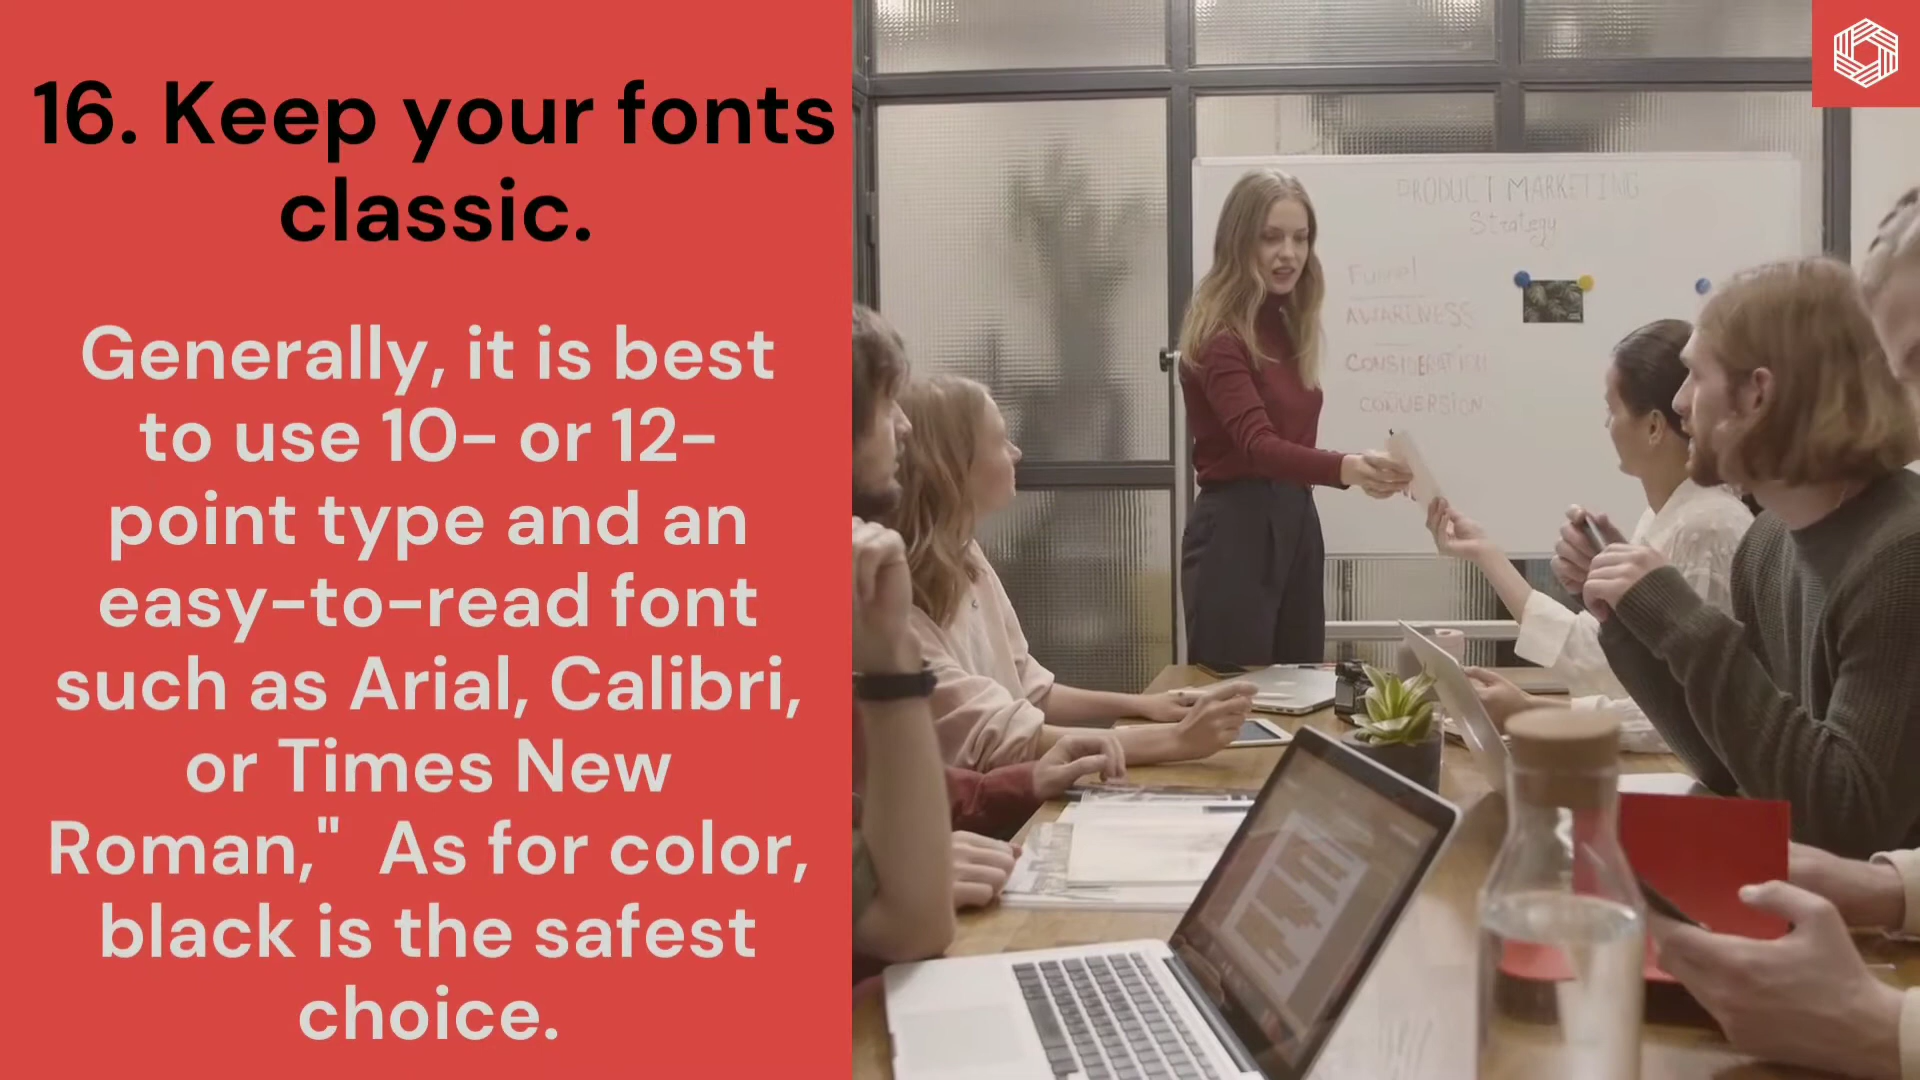 16. Keep your fonts
classic.
Generally, it is best
to use 10- or 12-
point type and an
easy-to-read font
such as Arial, Calibri,
or Times New
Roman,"  As for color,
black is the safest
choice.
PRODUCT MARKETING
Strategy
Funnel
AWARENESS
CONSIDERATION
CONVERSION